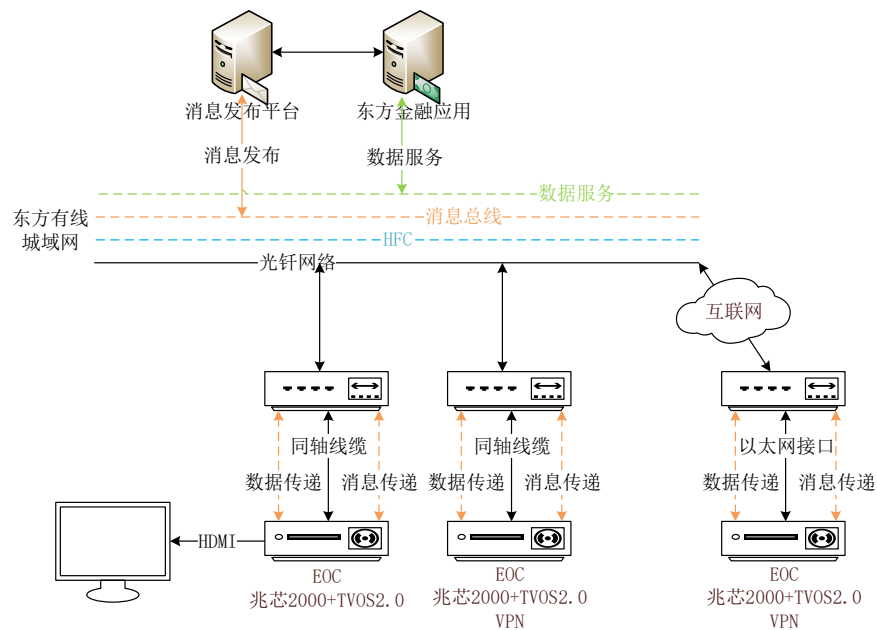 消息发布平台
东方金融应用
消息发布
数据服务
数据服务
东方有线
城域网
消息总线
HFC
光钎网络
互联网
同轴线缆
同轴线缆
以太网接口
数据传递
消息传递
数据传递
消息传递
数据传递
消息传递
HDMI
EOC
兆芯2000+TVOS2.0
EOC
兆芯2000+TVOS2.0
VPN
EOC
兆芯2000+TVOS2.0
VPN